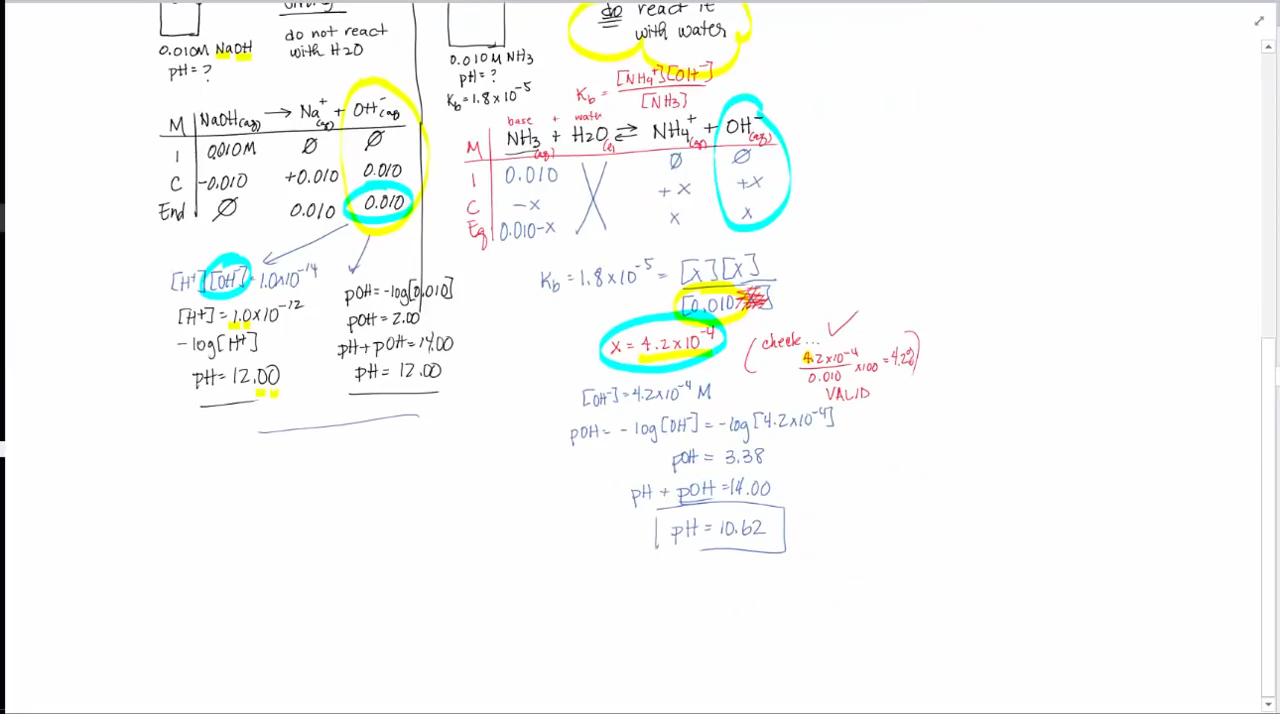 do not react
with H2O
0.010M NaOH
pH = ?
M NaOH(aq) → Na+(aq) + OH-(aq)
I 0.010M Ø Ø
C -0.010 +0.010 0.010
End Ø 0.010 0.010
[H+][OH-] = 1.0x10-14
[H+] = 1.0x10-12
-log[H+]
pH = 12.00
pOH = -log[0.010]
pOH = 2.00
pH + pOH = 14.00
pH = 12.00
0.010 M NH3
pH = ?
Kb = 1.8x10-5
do react it
with water
Kb = [NH4+][OH-]
[NH3]
base + water
M NH3(aq) + H2O(l) ⇌ NH4+(aq) + OH-(aq)
I 0.010 Ø Ø
C -x +x +x
Eq 0.010-x x x
Kb = 1.8x10-5 = [x][x]
[0.010
x = 4.2x10-4
(check... ✓
4.2x10-4
0.010 x100 = 4.2%)
VALID
[OH-] = 4.2x10-4 M
pOH = -log[OH-] = -log[4.2x10-4]
pOH = 3.38
pH + pOH = 14.00
pH = 10.62